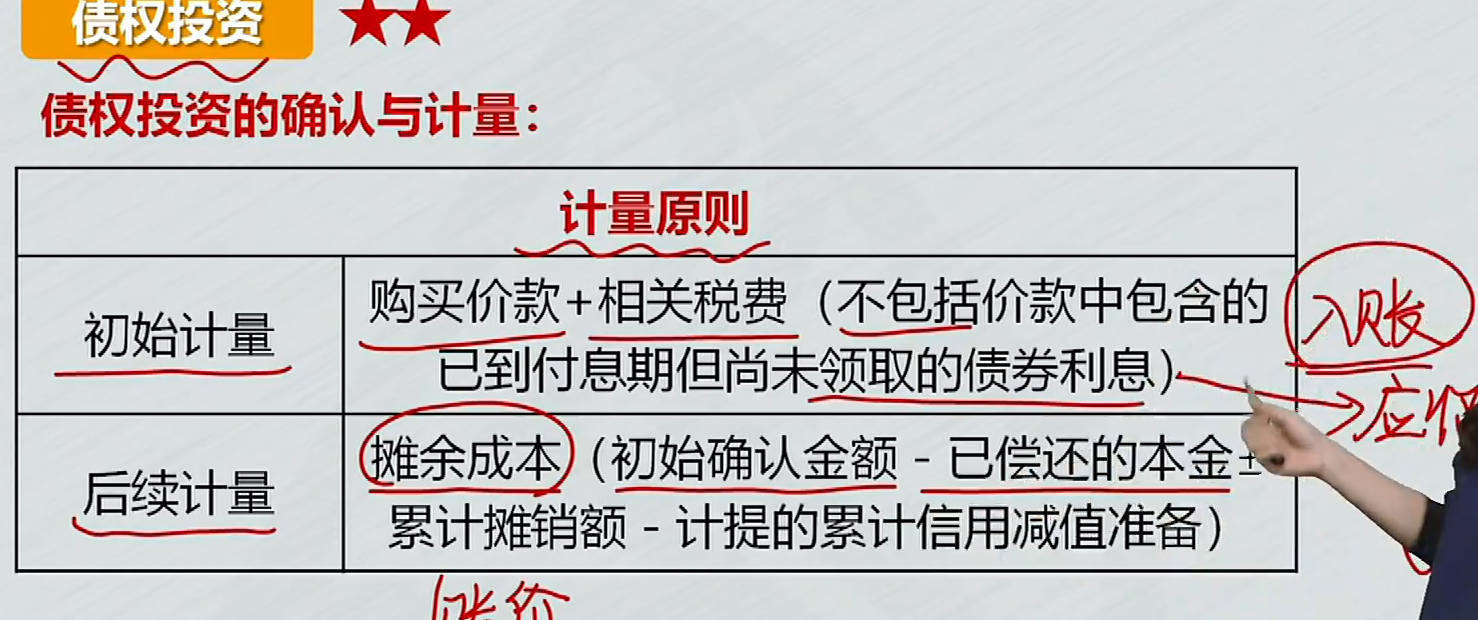 债权投资 ★★
债权投资的确认与计量：
计量原则
初始计量
购买价款+相关税费（不包括价款中包含的
已到付息期但尚未领取的债券利息）
入账
后续计量
摊余成本（初始确认金额 - 已偿还的本金±
累计摊销额 - 计提的累计信用减值准备）
账价